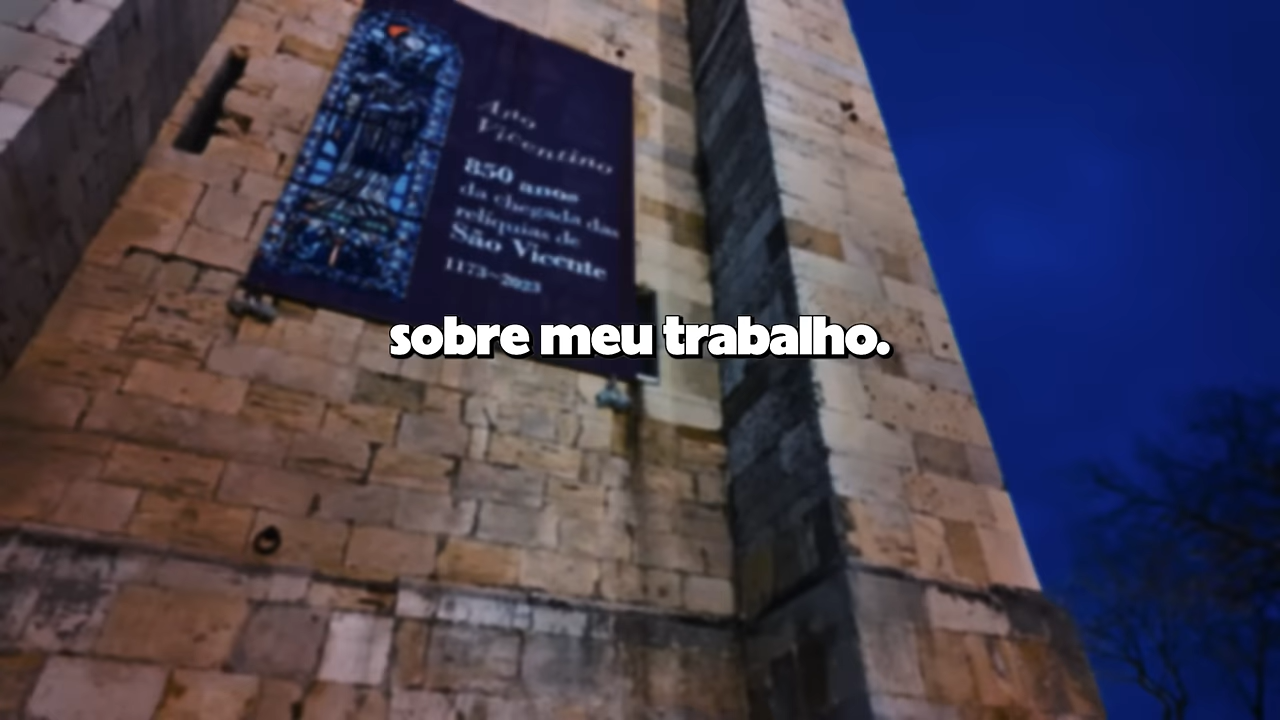 Ano
Vicentino
850 anos
da chegada das
relíquias de
São Vicente
1173~2023
sobre meu trabalho.